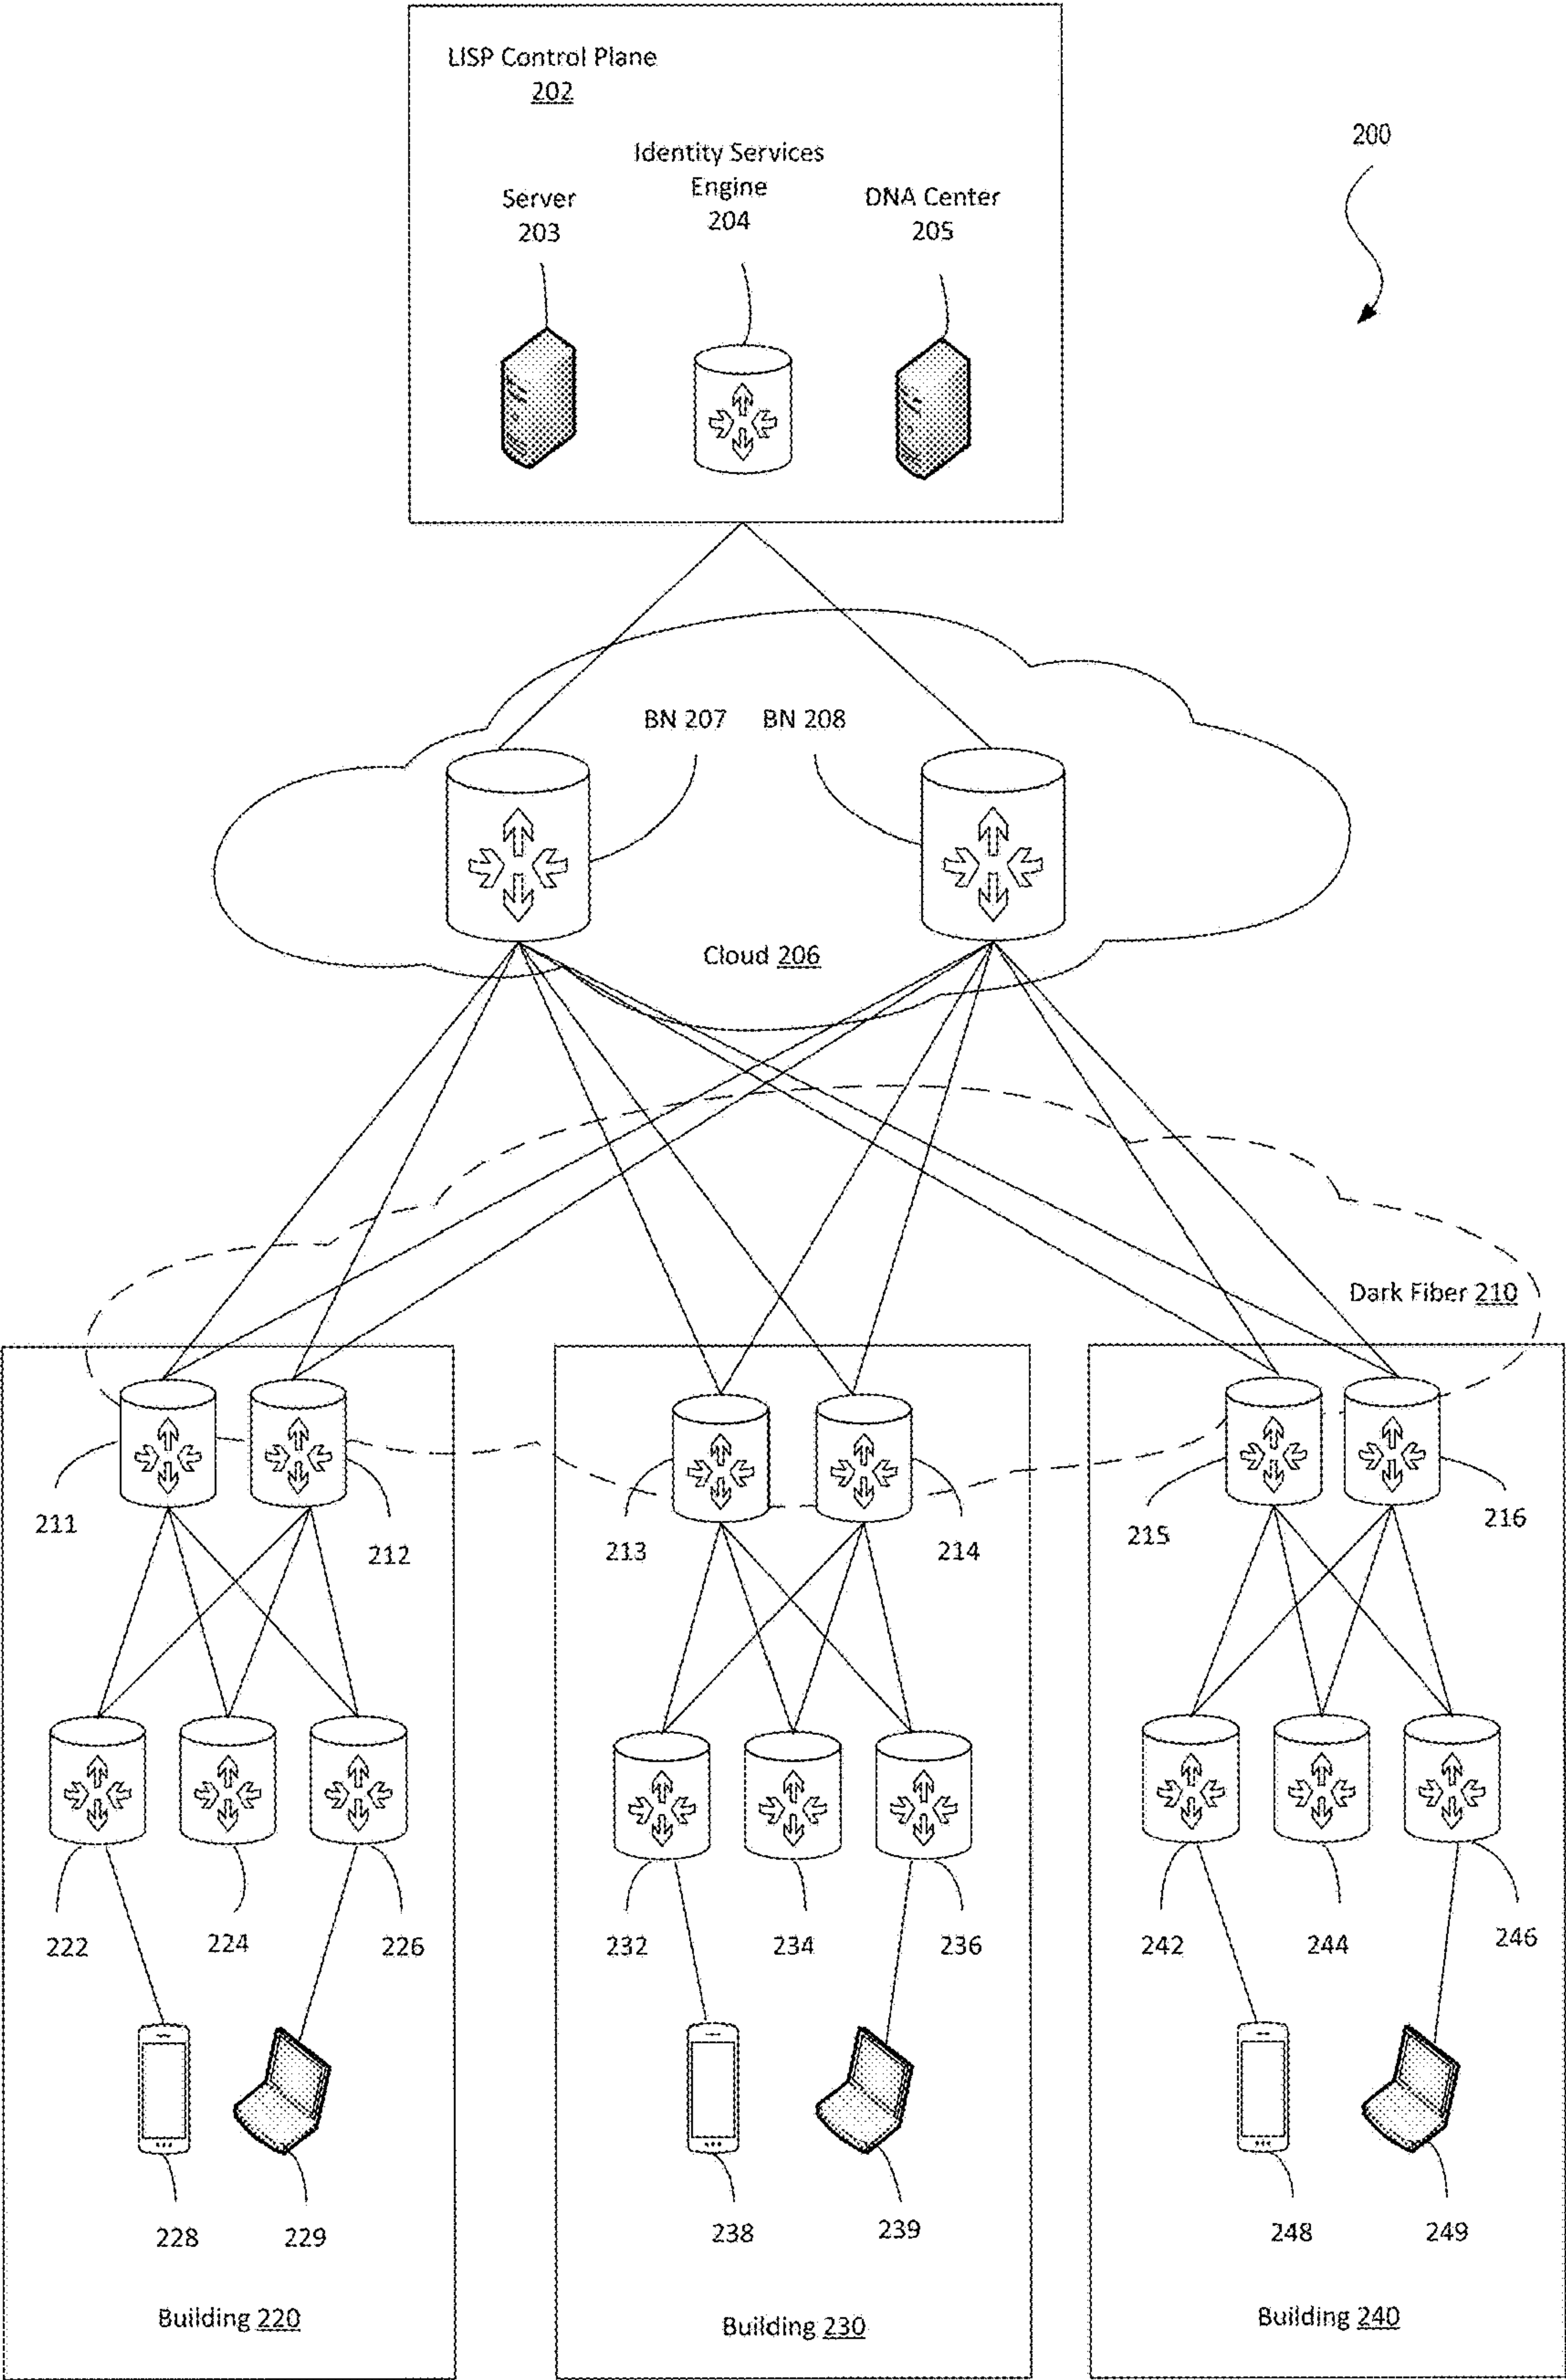 LISP Control Plane
202
200
Identity Services
Engine
204
Server
203
DNA Center
205
BN 207
BN 208
Cloud 206
Dark Fiber 210
211
212
213
214
215
216
222
224
226
232
234
236
242
244
246
228
229
238
239
248
249
Building 220
Building 230
Building 240